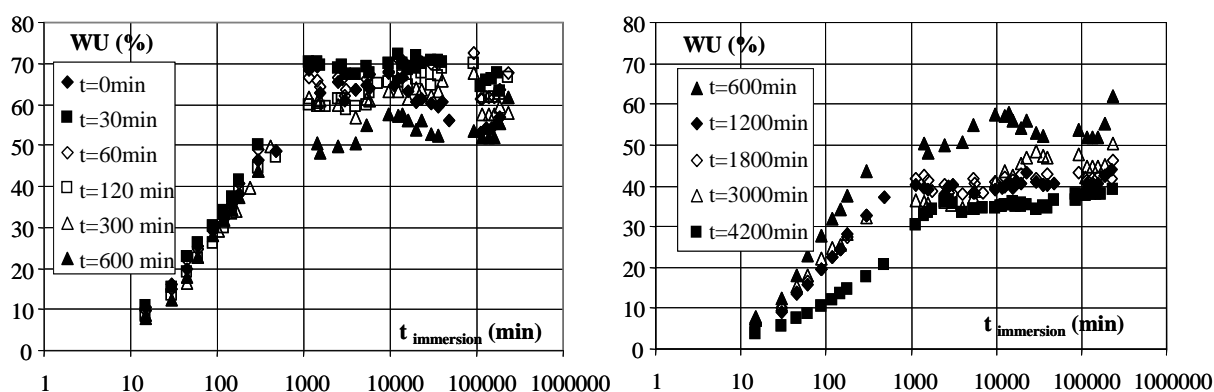 80
70
60
50
40
30
20
10
0
WU (%)
t=0min
t=30min
t=60min
t=120 min
t=300 min
t=600 min
t immersion (min)
1 10 100 1000 10000 100000 1000000
80
70
60
50
40
30
20
10
0
WU (%)
t=600min
t=1200min
t=1800min
t=3000min
t=4200min
t immersion (min)
1 10 100 1000 10000 100000 1000000